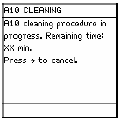 A10 CLEANING
A10 cleaning procedure in
progress. Remaining time:
XX min.
Press → to cancel.